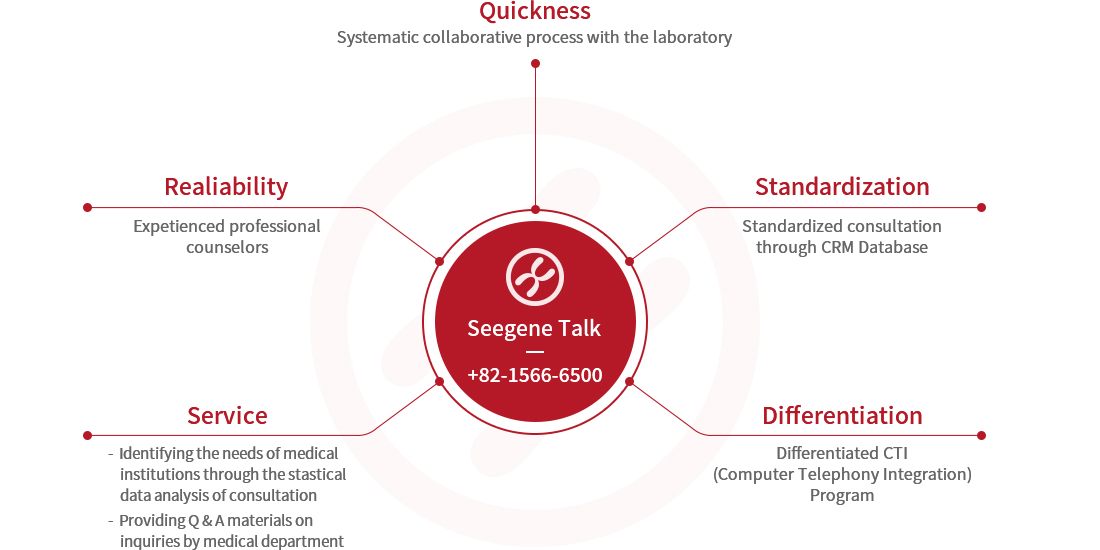 Quickness
Systematic collaborative process with the laboratory
Realiability
Expetienced professional
counselors
Standardization
Standardized consultation
through CRM Database
Seegene Talk
+82-1566-6500
Service
- Identifying the needs of medical
institutions through the stastical
data analysis of consultation
- Providing Q & A materials on
inquiries by medical department
Differentiation
Differentiated CTI
(Computer Telephony Integration)
Program